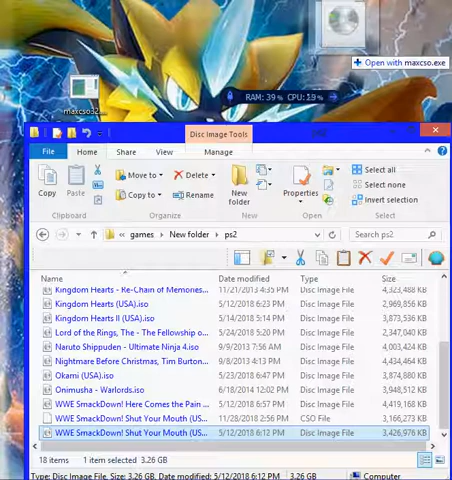 Open with maxcso.exe
maxcso32...
RAM: 39 % CPU: 19 %
Disc Image Tools
File
Home
Share
View
Manage
Copy
Paste
Move to
Copy to
Delete
Rename
New folder
Properties
Select all
Select none
Invert selection
Clipboard
Organize
New
Open
Select
games
New folder
ps2
Search ps2
Name Date modified Type Size
Kingdom Hearts - Re-Chain of Memories... 11/21/2013 4:35 PM Disc Image File 4,323,488 KB
Kingdom Hearts (USA).iso 5/12/2018 6:23 PM Disc Image File 2,969,856 KB
Kingdom Hearts II (USA).iso 5/14/2018 5:14 PM Disc Image File 3,873,536 KB
Lord of the Rings, The - The Fellowship o... 5/24/2018 5:20 PM Disc Image File 2,347,040 KB
Naruto Shippuden - Ultimate Ninja 4.iso 9/9/2013 7:56 AM Disc Image File 4,003,424 KB
Nightmare Before Christmas, Tim Burton... 9/8/2013 4:13 PM Disc Image File 4,434,464 KB
Okami (USA).iso 5/23/2018 6:47 PM Disc Image File 3,874,880 KB
Onimusha - Warlords.iso 6/18/2014 12:02 PM Disc Image File 3,948,512 KB
WWE SmackDown! Here Comes the Pain ... 5/12/2018 6:57 PM Disc Image File 4,419,168 KB
WWE SmackDown! Shut Your Mouth (US... 11/28/2018 2:56 PM CSO File 3,166,273 KB
WWE SmackDown! Shut Your Mouth (US... 5/12/2018 6:12 PM Disc Image File 3,426,976 KB
18 items 1 item selected 3.26 GB
Type: Disc Image File, Size: 3.26 GB, Date modified: 5/12/2018 6:12 PM 3.26 GB Computer